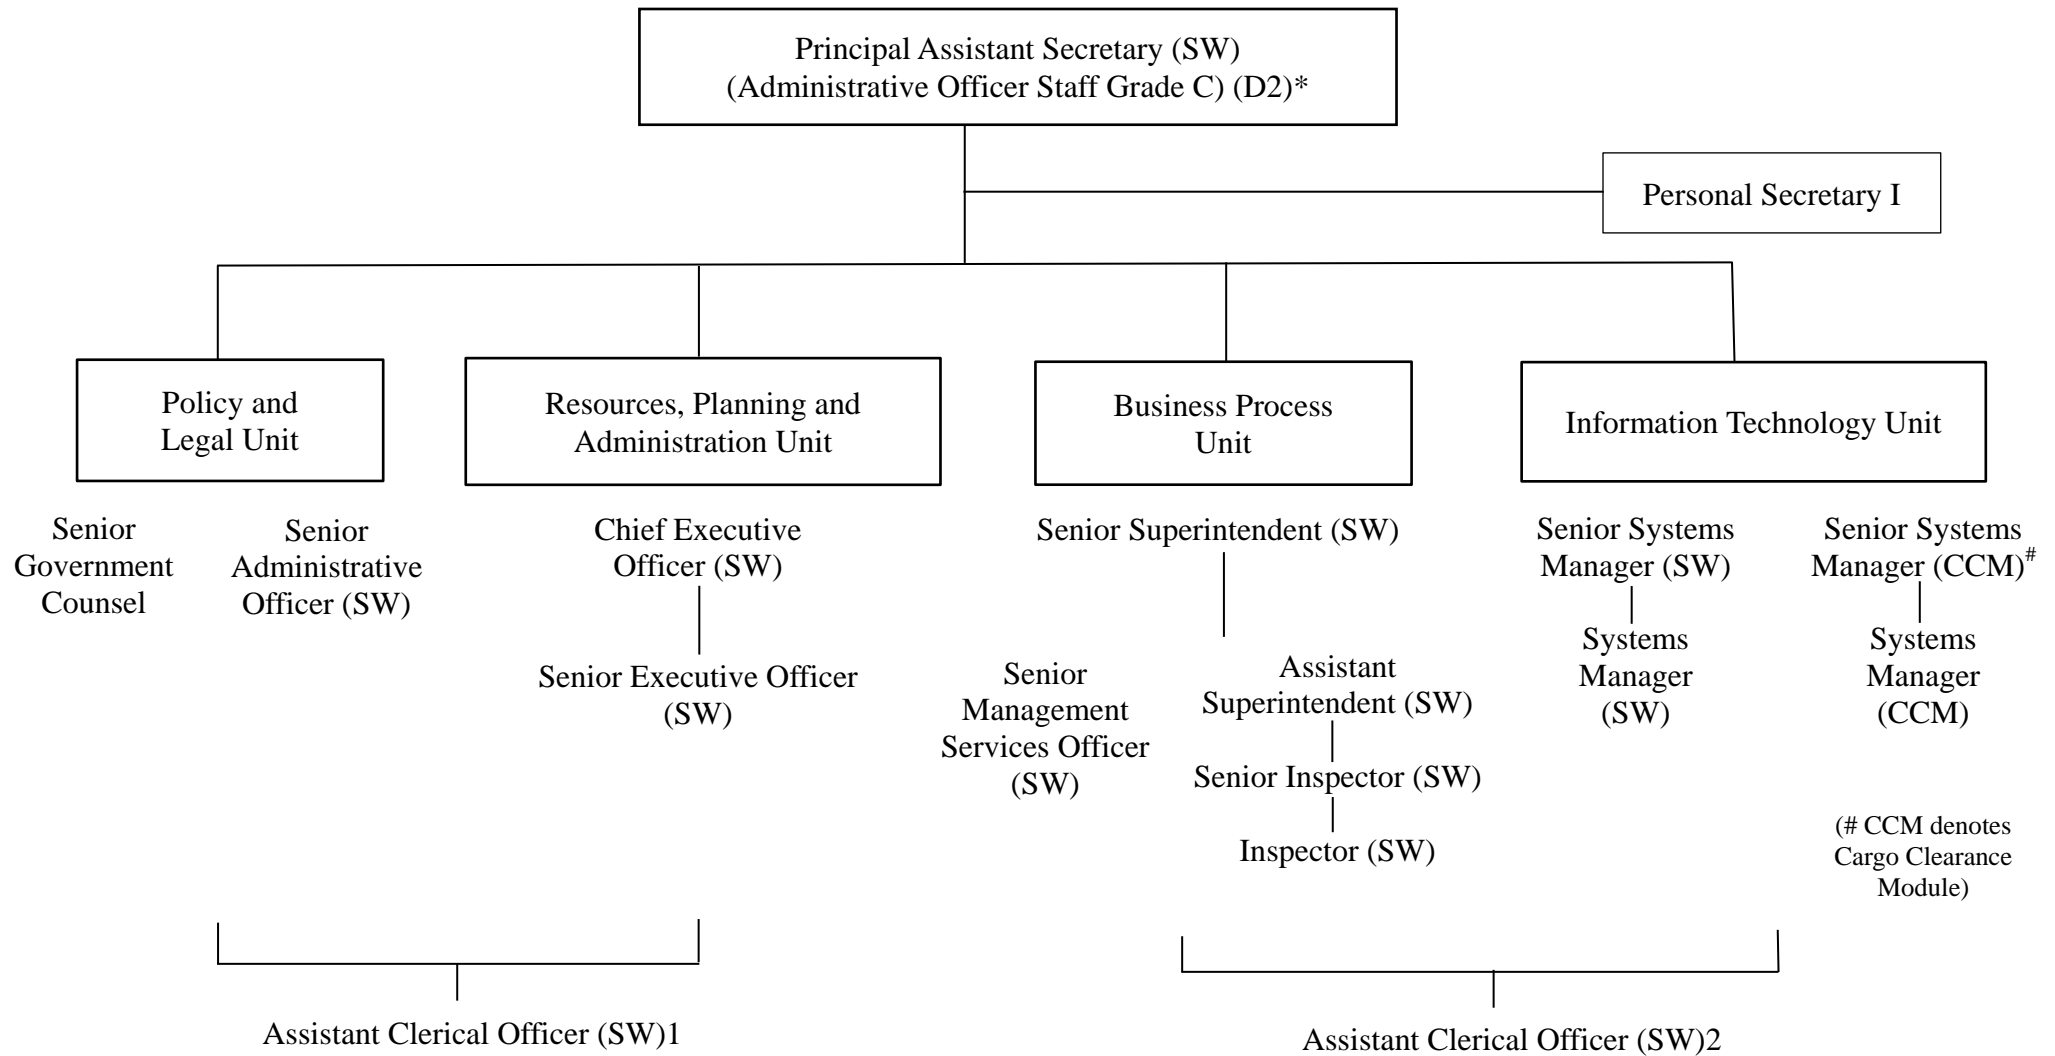 Principal Assistant Secretary (SW)
(Administrative Officer Staff Grade C) (D2)*
Personal Secretary I
Policy and
Legal Unit
Resources, Planning and
Administration Unit
Business Process
Unit
Information Technology Unit
Senior
Government
Counsel
Senior
Administrative
Officer (SW)
Chief Executive
Officer (SW)
Senior Executive Officer
(SW)
Senior Superintendent (SW)
Senior
Management
Services Officer
(SW)
Assistant
Superintendent (SW)
Senior Inspector (SW)
Inspector (SW)
Senior Systems
Manager (SW)
Systems
Manager
(SW)
Senior Systems
Manager (CCM)#
Systems
Manager
(CCM)
(# CCM denotes
Cargo Clearance
Module)
Assistant Clerical Officer (SW)1
Assistant Clerical Officer (SW)2